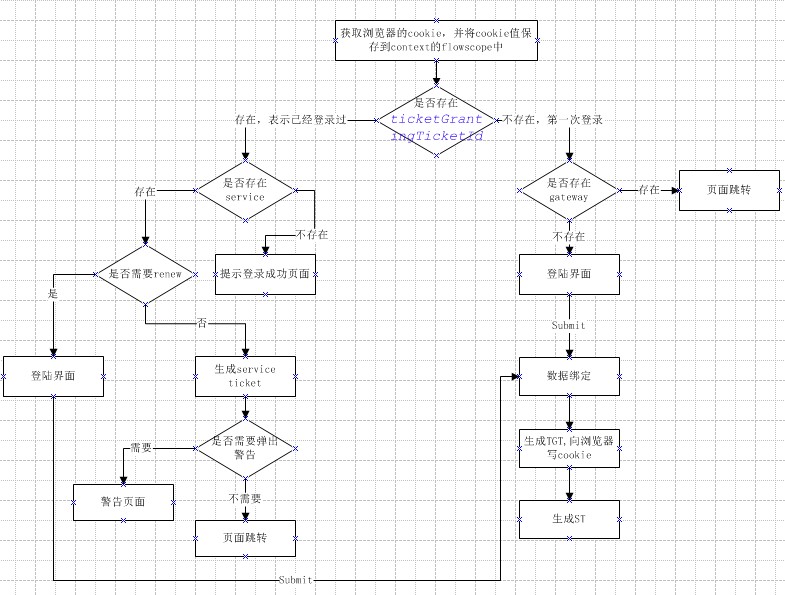 获取浏览器的cookie，并将cookie值保
存到context的flowscope中
是否存在
ticketGrant
ingTicketId
存在，表示已经登录过
不存在，第一次登录
是否存在
service
存在
不存在
是否存在
gateway
存在
页面跳转
不存在
是否需要renew
提示登录成功页面
登陆界面
是
否
Submit
登陆界面
生成service
ticket
数据绑定
是否需要弹出
警告
需要
生成TGT,向浏览器
写cookie
警告页面
不需要
页面跳转
生成ST
Submit